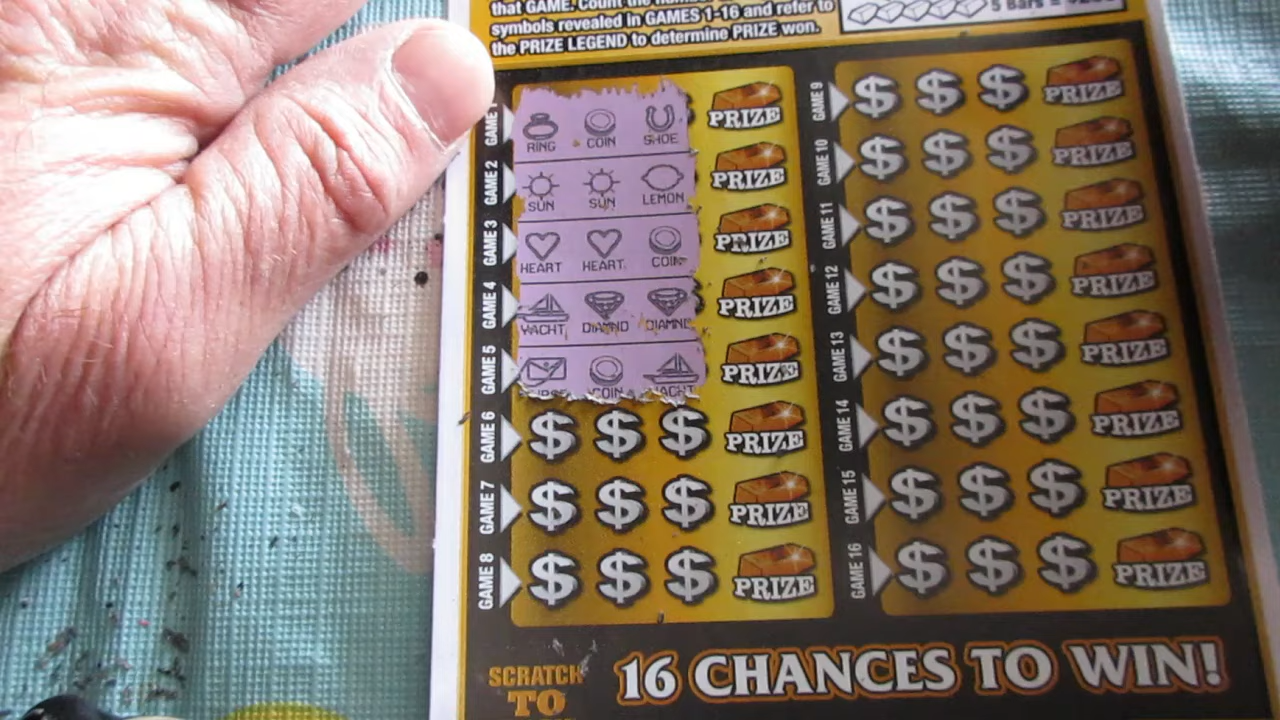 that GAME. Count the
symbols revealed in GAMES 1-16 and refer to
the PRIZE LEGEND to determine PRIZE won.
5 Bars =
GAME 1
RING COIN SHOE PRIZE
GAME 2
SUN SUN LEMON PRIZE
GAME 3
HEART HEART COIN PRIZE
GAME 4
YACHT DIAMND DIAMND PRIZE
GAME 5
COIN YACHT PRIZE
GAME 6
$ $ $ PRIZE
GAME 7
$ $ $ PRIZE
GAME 8
$ $ $ PRIZE
GAME 9
$ $ $ PRIZE
GAME 10
$ $ $ PRIZE
GAME 11
$ $ $ PRIZE
GAME 12
$ $ $ PRIZE
GAME 13
$ $ $ PRIZE
GAME 14
$ $ $ PRIZE
GAME 15
$ $ $ PRIZE
GAME 16
$ $ $ PRIZE
SCRATCH
TO
16 CHANCES TO WIN!